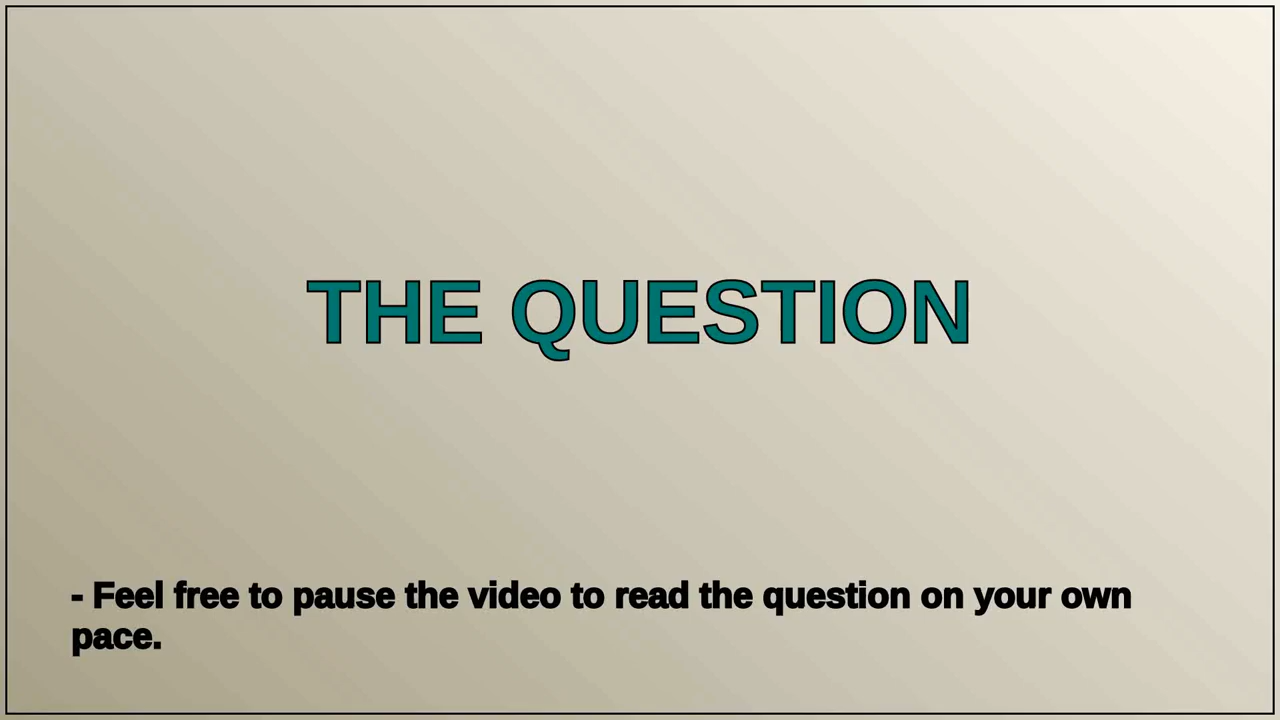 THE QUESTION
- Feel free to pause the video to read the question on your own
pace.